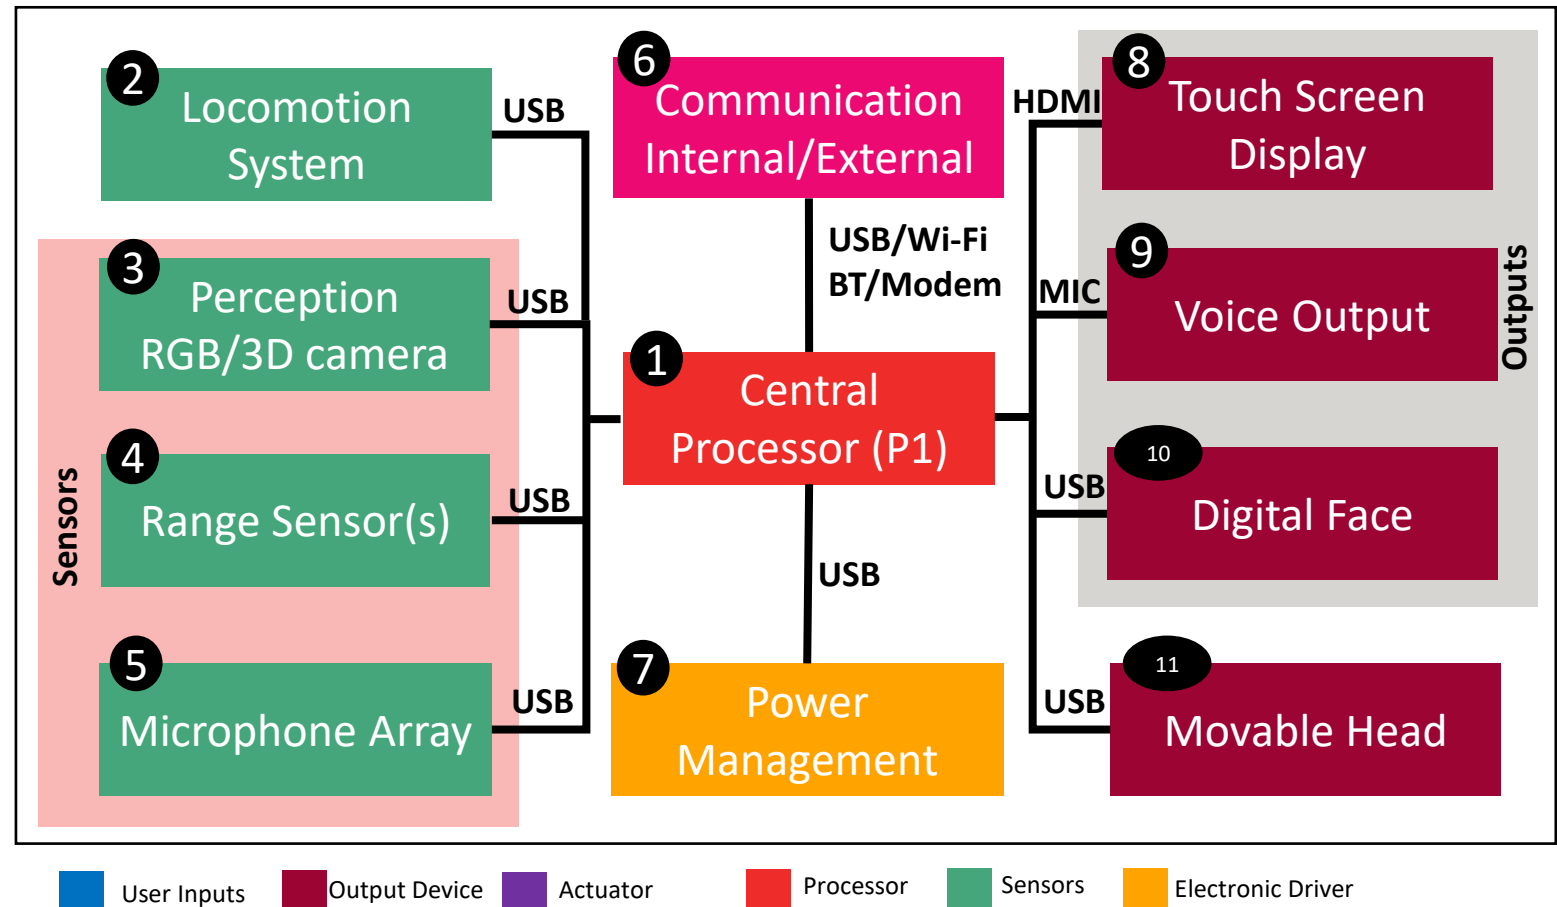 2
Locomotion
System
USB
6
Communication
Internal/External
HDMI
8
Touch Screen
Display
3
Perception
RGB/3D camera
USB
USB/Wi-Fi
BT/Modem
MIC
9
Voice Output
Outputs
1
Central
Processor (P1)
Sensors
4
Range Sensor(s)
USB
USB
10
Digital Face
USB
5
Microphone Array
USB
7
Power
Management
11
USB
Movable Head
User Inputs
Output Device
Actuator
Processor
Sensors
Electronic Driver